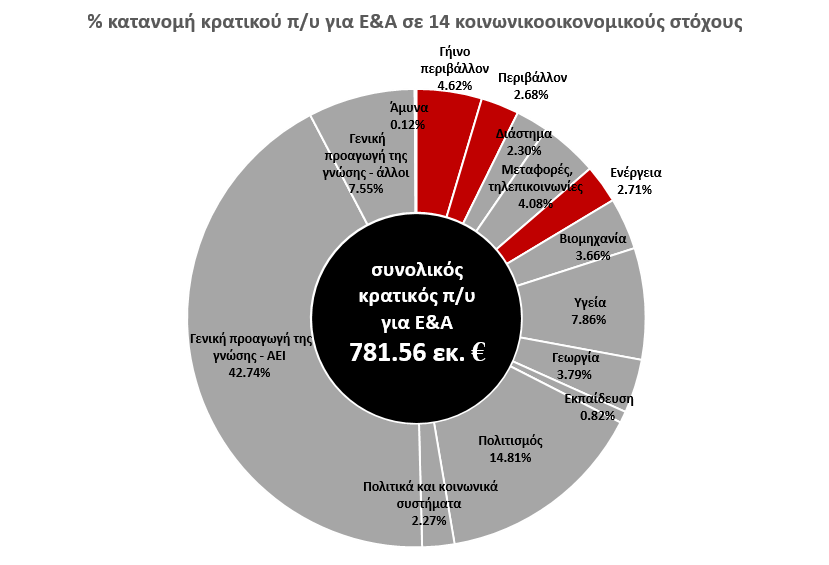 % κατανομή κρατικού π/υ για Ε&Α σε 14 κοινωνικοοικονομικούς στόχους
Γήινο
περιβάλλον
4.62%
Περιβάλλον
2.68%
Διάστημα
2.30%
Μεταφορές,
τηλεπικοινωνίες
4.08%
Ενέργεια
2.71%
Βιομηχανία
3.66%
Υγεία
7.86%
Γεωργία
3.79%
Εκπαίδευση
0.82%
Πολιτισμός
14.81%
Πολιτικά και κοινωνικά
συστήματα
2.27%
Γενική προαγωγή της
γνώσης - ΑΕΙ
42.74%
Γενική
προαγωγή της
γνώσης - άλλοι
7.55%
Άμυνα
0.12%
συνολικός
κρατικός π/υ
για Ε&Α
781.56 εκ. €